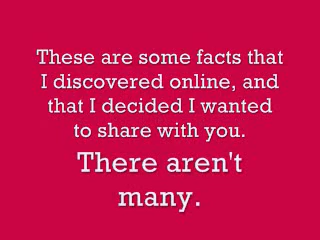 These are some facts that
I discovered online, and
that I decided I wanted
to share with you.
There aren't
many.